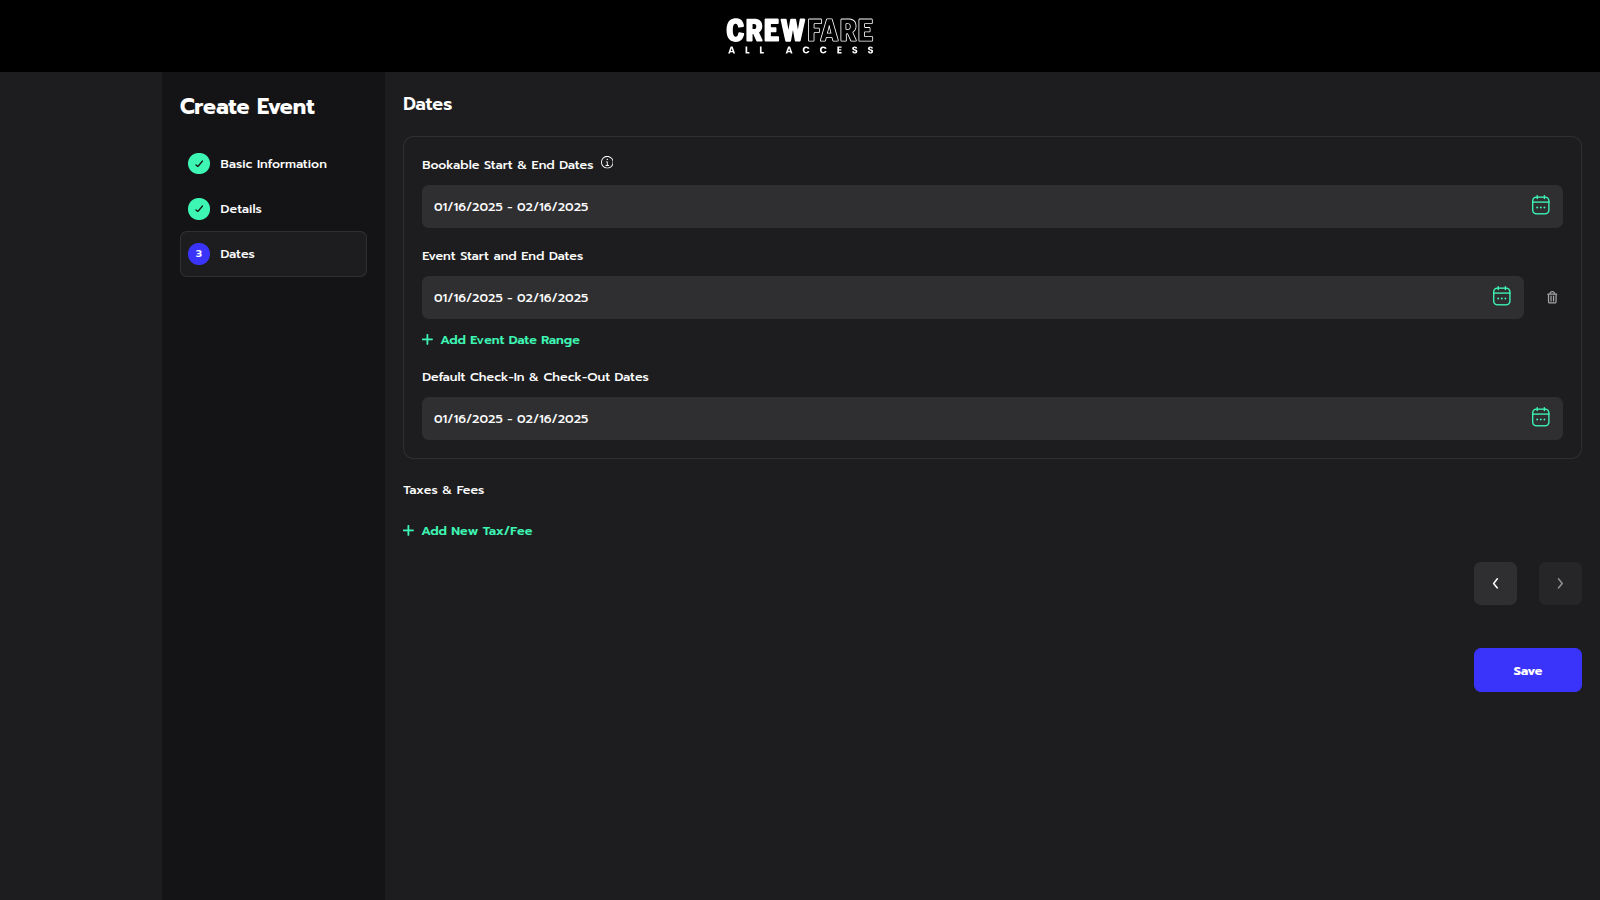 CREWFARE
ALL ACCESS
Create Event
Basic Information
Details
3 Dates
Dates
Bookable Start & End Dates
01/16/2025 - 02/16/2025
Event Start and End Dates
01/16/2025 - 02/16/2025
+ Add Event Date Range
Default Check-In & Check-Out Dates
01/16/2025 - 02/16/2025
Taxes & Fees
+ Add New Tax/Fee
Save